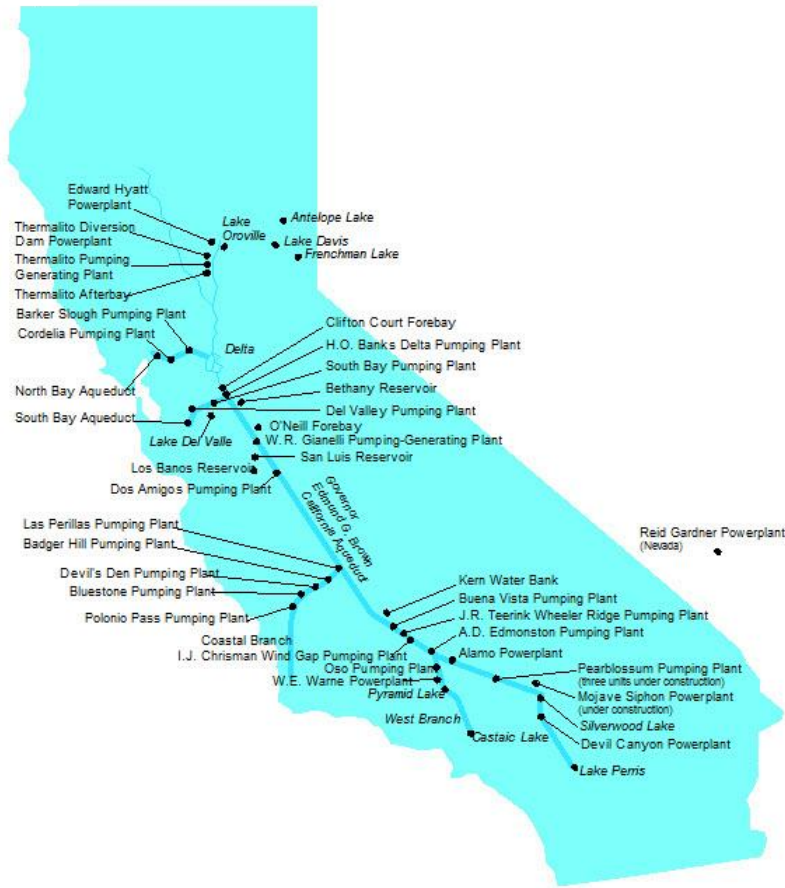 Edward Hyatt
Powerplant
Lake
Oroville
Antelope Lake
Thermalito Diversion
Dam Powerplant
Lake Davis
Thermalito Pumping
Generating Plant
Frenchman Lake
Thermalito Afterbay
Barker Slough Pumping Plant
Cordelia Pumping Plant
Clifton Court Forebay
H.O. Banks Delta Pumping Plant
Delta
South Bay Pumping Plant
North Bay Aqueduct
Bethany Reservoir
South Bay Aqueduct
Del Valley Pumping Plant
O'Neill Forebay
Lake Del Valle
W.R. Gianelli Pumping-Generating Plant
San Luis Reservoir
Los Banos Reservoir
Dos Amigos Pumping Plant
Governor
Edmund G. Brown
California Aqueduct
Las Perillas Pumping Plant
Badger Hill Pumping Plant
Reid Gardner Powerplant
(Nevada)
Devil's Den Pumping Plant
Bluestone Pumping Plant
Kern Water Bank
Buena Vista Pumping Plant
Polonio Pass Pumping Plant
J.R. Teerink Wheeler Ridge Pumping Plant
Coastal Branch
A.D. Edmonston Pumping Plant
I.J. Chrisman Wind Gap Pumping Plant
Alamo Powerplant
Oso Pumping Plant
Pearblossum Pumping Plant
(three units under construction)
W.E. Warne Powerplant
Pyramid Lake
Mojave Siphon Powerplant
(under construction)
West Branch
Silverwood Lake
Castaic Lake
Devil Canyon Powerplant
Lake Perris